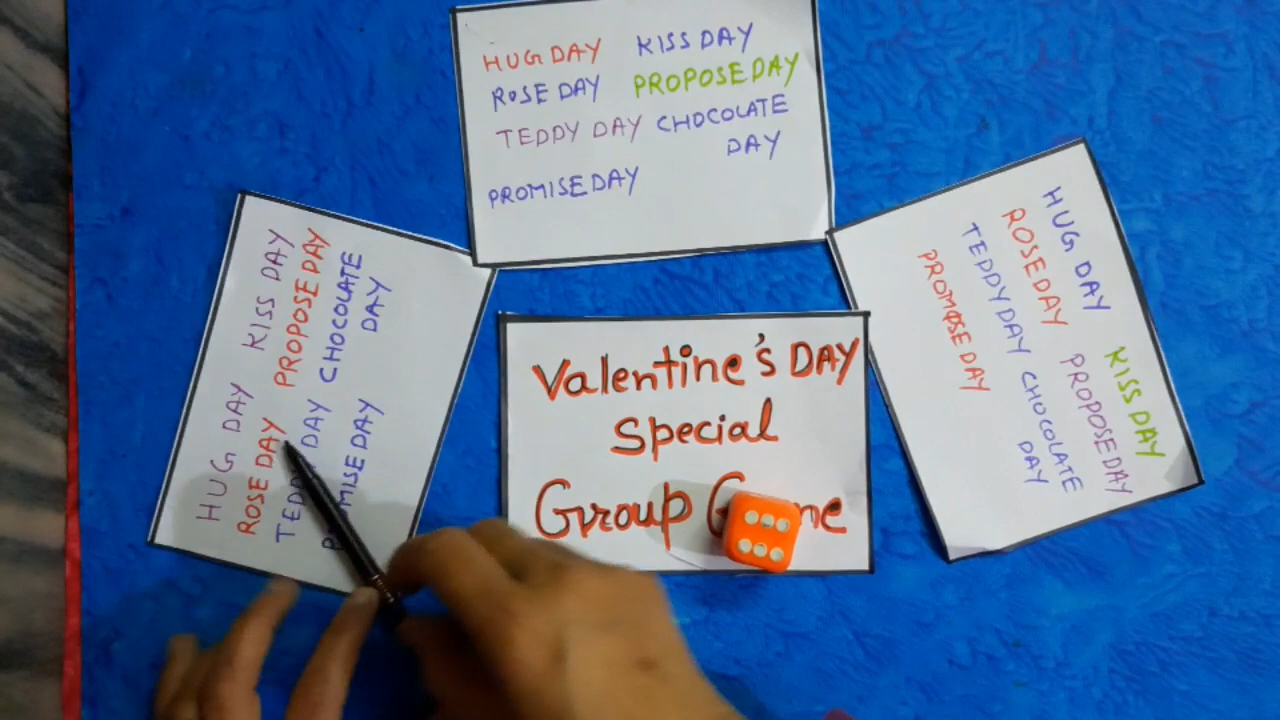 HUG DAY KISS DAY
ROSE DAY PROPOSE DAY
TEDDY DAY CHOCOLATE
DAY
PROMISE DAY
HUG DAY KISS DAY
ROSE DAY PROPOSE DAY
DAY CHOCOLATE
DAY
DAY
Valentine's DAY
Special
Group
HUG DAY KISS DAY
ROSE DAY PROPOSE DAY
TEDDY DAY CHOCOLATE
DAY
PROMISE DAY